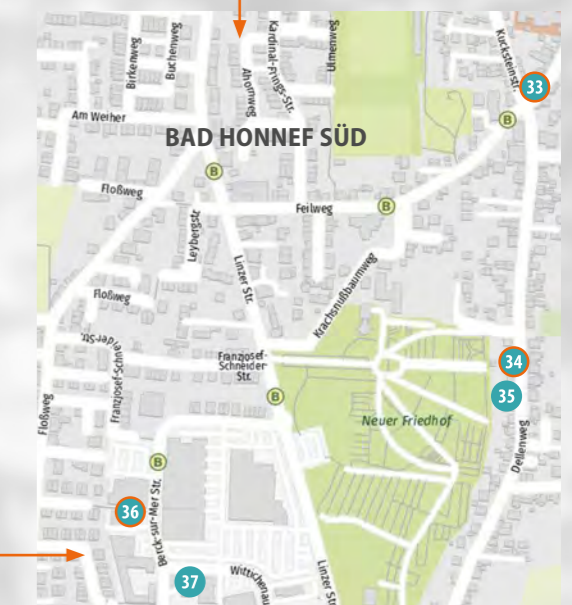 Birkenweg
Buchenweg
Ahornweg
Kardinal-Frings-Str.
Ulmenweg
Kucksteinstr.
33
Am Weiher
B
BAD HONNEF SÜD
B
Floßweg
Leybergstr
Feilweg
B
Linzer Str.
Krachsnußbaumweg
Floßweg
Franzjosef-Schneider-Str.
Franzjosef-
Schneider-
Str.
34
B
35
Floßweg
Neuer Friedhof
Dellenweg
B
36
Berck-sur-Mer Str.
37
Wittichenau
Linzer Str.